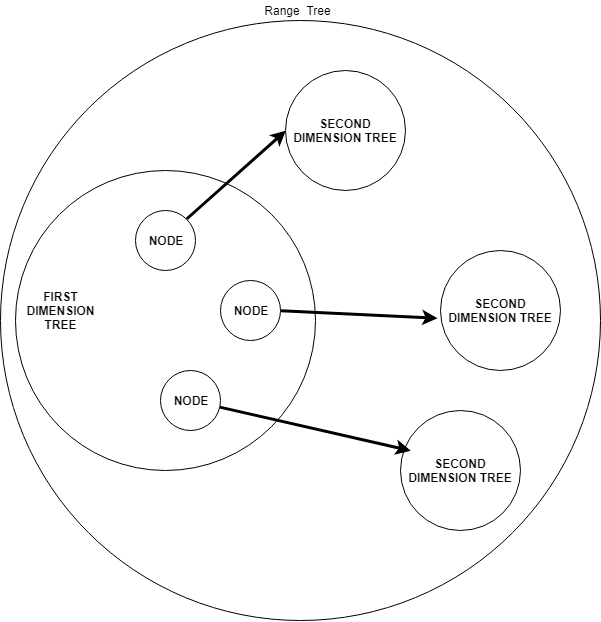 Range Tree
SECOND
DIMENSION TREE
NODE
FIRST
DIMENSION
TREE
NODE
SECOND
DIMENSION TREE
NODE
SECOND
DIMENSION TREE